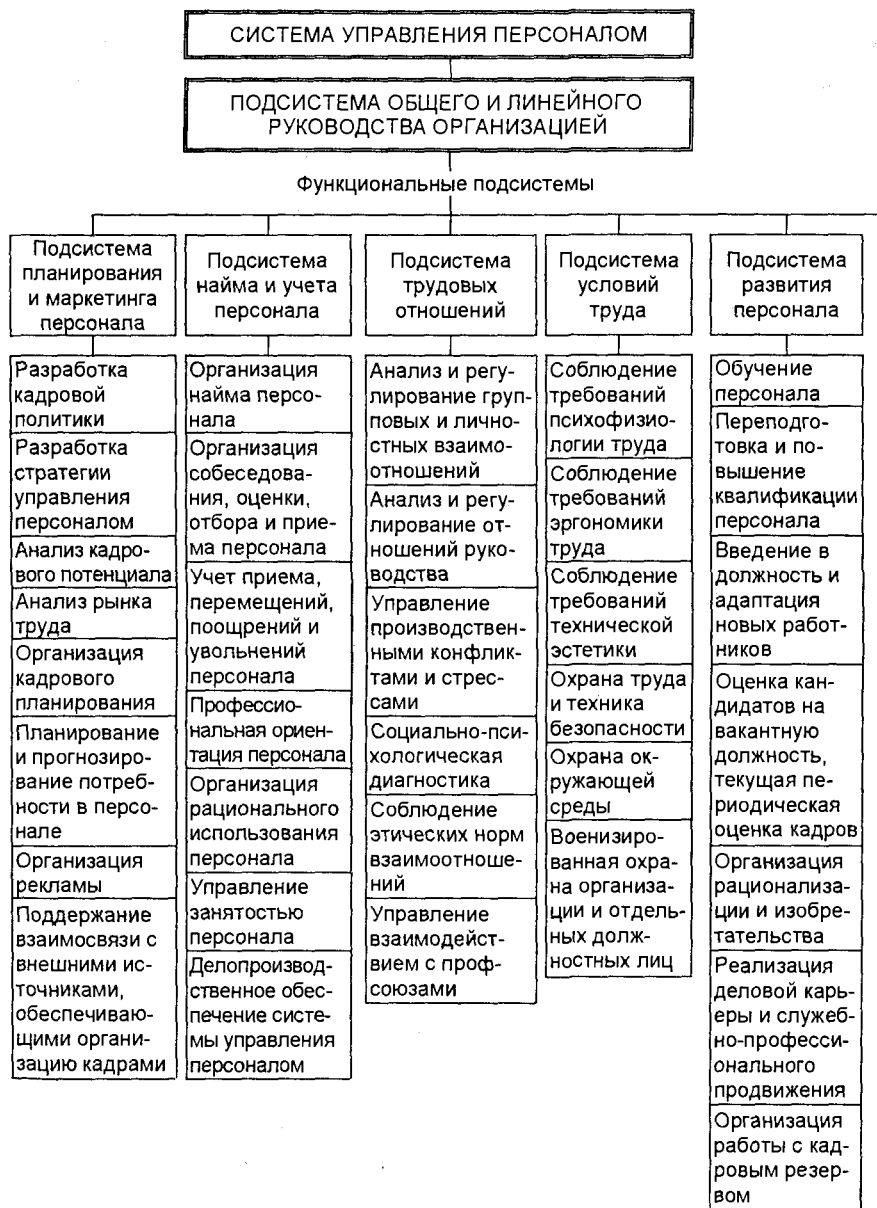 СИСТЕМА УПРАВЛЕНИЯ ПЕРСОНАЛОМ
ПОДСИСТЕМА ОБЩЕГО И ЛИНЕЙНОГО
РУКОВОДСТВА ОРГАНИЗАЦИЕЙ
Функциональные подсистемы
Подсистема
планирования
и маркетинга
персонала
Разработка
кадровой
политики
Разработка
стратегии
управления
персоналом
Анализ кадро-
вого потенциала
Анализ рынка
труда
Организация
кадрового
планирования
Планирование
и прогнозиро-
вание потреб-
ности в персо-
нале
Организация
рекламы
Поддержание
взаимосвязи с
внешними ис-
точниками,
обеспечиваю-
щими органи-
зацию кадрами
Подсистема
найма и учета
персонала
Организация
найма персо-
нала
Организация
собеседова-
ния, оценки,
отбора и прие-
ма персонала
Учет приема,
перемещений,
поощрений и
увольнений
персонала
Профессио-
нальная ориен-
тация персонала
Организация
рационального
использования
персонала
Управление
занятостью
персонала
Делопроизвод-
ственное обес-
печение систе-
мы управления
персоналом
Подсистема
трудовых
отношений
Анализ и регу-
лирование груп-
повых и лично-
стных взаимо-
отношений
Анализ и регу-
лирование от-
ношений руко-
водства
Управление
производствен-
ными конфлик-
тами и стрес-
сами
Социально-пси-
хологическая
диагностика
Соблюдение
этических норм
взаимоотноше-
ний
Управление
взаимодейст-
вием с проф-
союзами
Подсистема
условий
труда
Соблюдение
требований
психофизио-
логии труда
Соблюдение
требований
эргономики
труда
Соблюдение
требований
технической
эстетики
Охрана труда
и техника
безопасности
Охрана ок-
ружающей
среды
Военизиро-
ванная охра-
на организа-
ции и отдель-
ных долж-
ностных лиц
Подсистема
развития
персонала
Обучение
персонала
Переподго-
товка и по-
вышение
квалификации
персонала
Введение в
должность и
адаптация
новых работ-
ников
Оценка кан-
дидатов на
вакантную
должность,
текущая пе-
риодическая
оценка кадров
Организация
рационализа-
ции и изобре-
тательства
Реализация
деловой карь-
еры и служеб-
но-професси-
онального
продвижения
Организация
работы с кад-
ровым резер-
вом